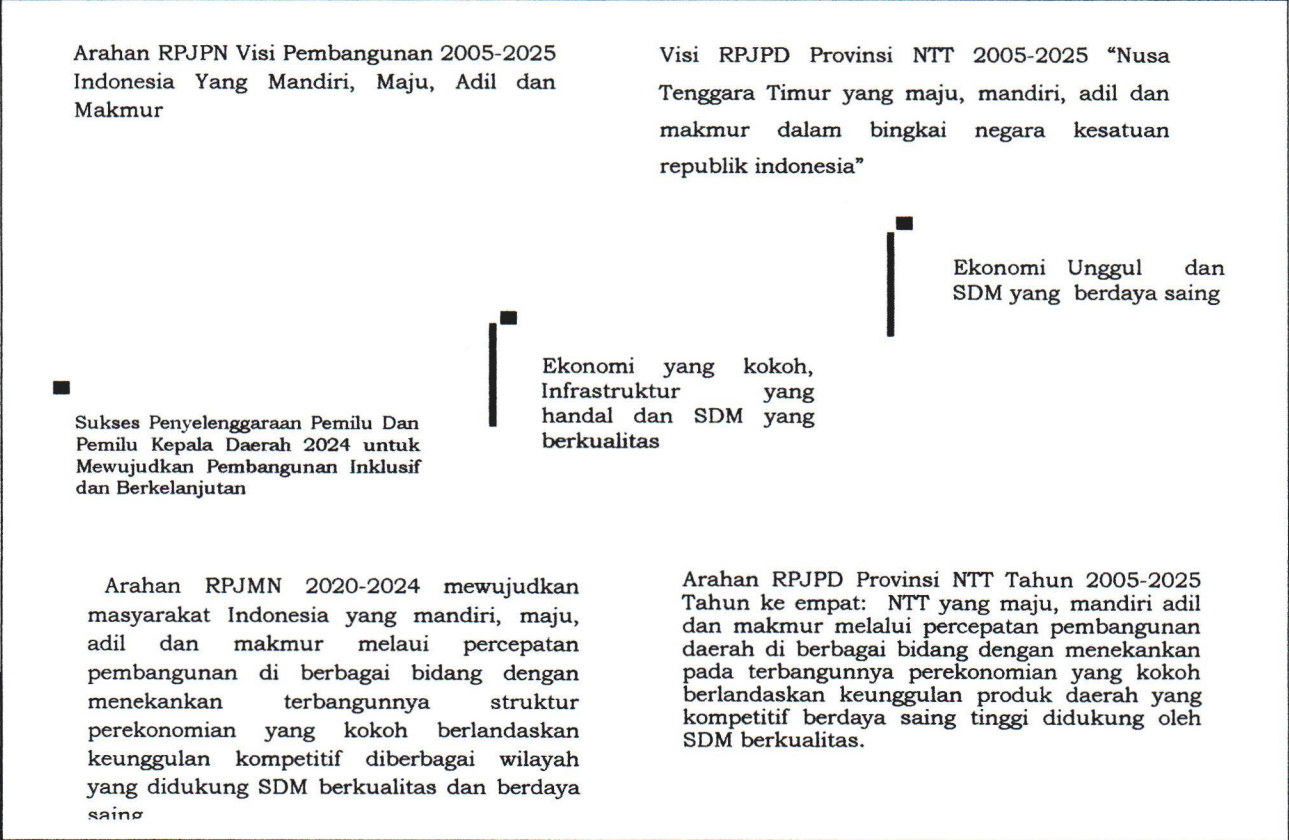 Arahan RPJPN Visi Pembangunan 2005-2025
Indonesia Yang Mandiri, Maju, Adil dan
Makmur
Visi RPJPD Provinsi NTT 2005-2025 “Nusa
Tenggara Timur yang maju, mandiri, adil dan
makmur dalam bingkai negara kesatuan
republik indonesia”
Ekonomi Unggul dan
SDM yang berdaya saing
Ekonomi yang kokoh,
Infrastruktur yang
handal dan SDM yang
berkualitas
Sukses Penyelenggaraan Pemilu Dan
Pemilu Kepala Daerah 2024 untuk
Mewujudkan Pembangunan Inklusif
dan Berkelanjutan
Arahan RPJMN 2020-2024 mewujudkan
masyarakat Indonesia yang mandiri, maju,
adil dan makmur melaui percepatan
pembangunan di berbagai bidang dengan
menekankan terbangunnya struktur
perekonomian yang kokoh berlandaskan
keunggulan kompetitif diberbagai wilayah
yang didukung SDM berkualitas dan berdaya
saing
Arahan RPJPD Provinsi NTT Tahun 2005-2025
Tahun ke empat: NTT yang maju, mandiri adil
dan makmur melalui percepatan pembangunan
daerah di berbagai bidang dengan menekankan
pada terbangunnya perekonomian yang kokoh
berlandaskan keunggulan produk daerah yang
kompetitif berdaya saing tinggi didukung oleh
SDM berkualitas.